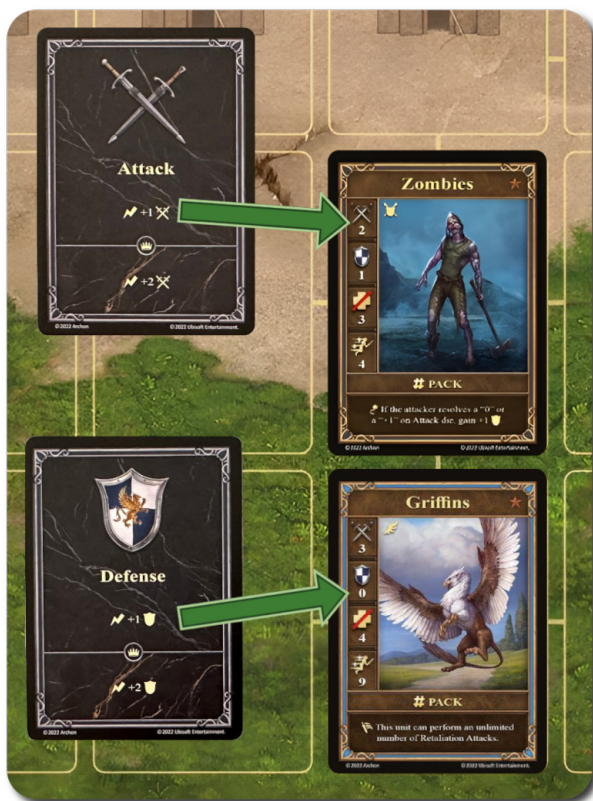 Attack
+1
+2
© 2022 Archon
© 2022 Ubisoft Entertainment.
Zombies
2
1
3
4
# PACK
If the attacker resolves a "0" or
a "+1" on Attack die, gain +1
© 2022 Archon
© 2023 Ubisoft Entertainment.
Defense
+1
+2
© 2022 Archon
© 2022 Ubisoft Entertainment.
Griffins
3
0
4
9
# PACK
This unit can perform an unlimited
number of Retaliation Attacks.
© 2022 Archon
© 2022 Ubisoft Entertainment.